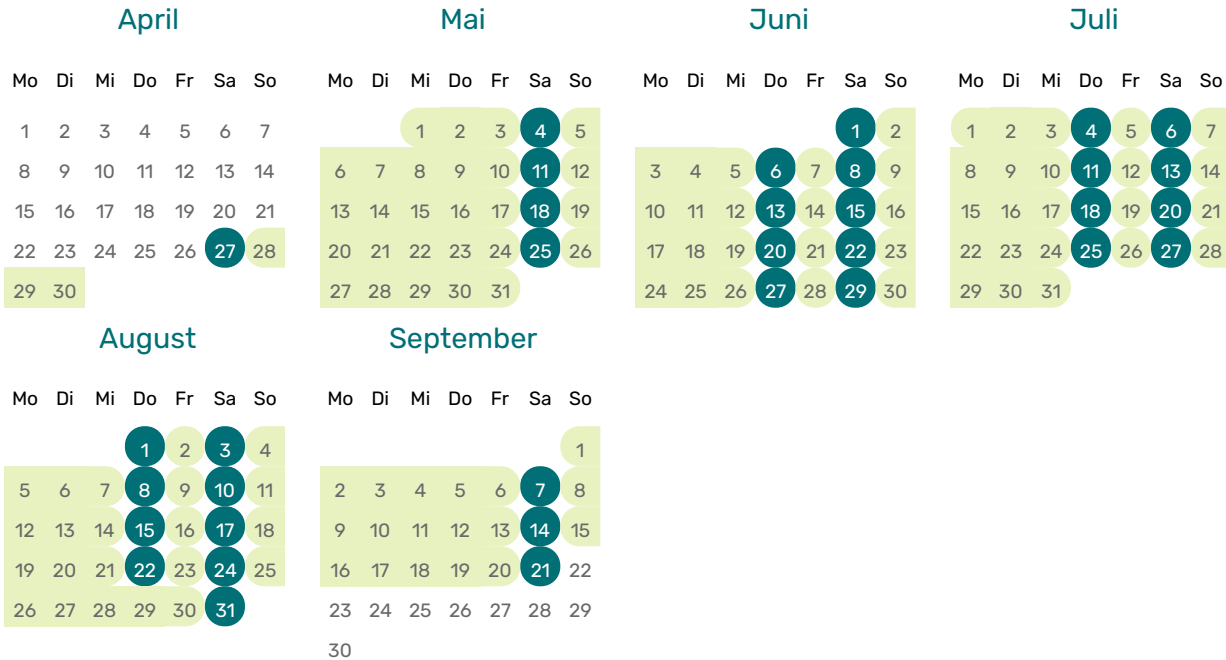 April
Mo Di Mi Do Fr Sa So
1 2 3 4 5 6 7
8 9 10 11 12 13 14
15 16 17 18 19 20 21
22 23 24 25 26 27 28
29 30
Mai
Mo Di Mi Do Fr Sa So
1 2 3 4 5
6 7 8 9 10 11 12
13 14 15 16 17 18 19
20 21 22 23 24 25 26
27 28 29 30 31
Juni
Mo Di Mi Do Fr Sa So
1 2
3 4 5 6 7 8 9
10 11 12 13 14 15 16
17 18 19 20 21 22 23
24 25 26 27 28 29 30
Juli
Mo Di Mi Do Fr Sa So
1 2 3 4 5 6 7
8 9 10 11 12 13 14
15 16 17 18 19 20 21
22 23 24 25 26 27 28
29 30 31
August
Mo Di Mi Do Fr Sa So
1 2 3 4
5 6 7 8 9 10 11
12 13 14 15 16 17 18
19 20 21 22 23 24 25
26 27 28 29 30 31
September
Mo Di Mi Do Fr Sa So
1
2 3 4 5 6 7 8
9 10 11 12 13 14 15
16 17 18 19 20 21 22
23 24 25 26 27 28 29
30